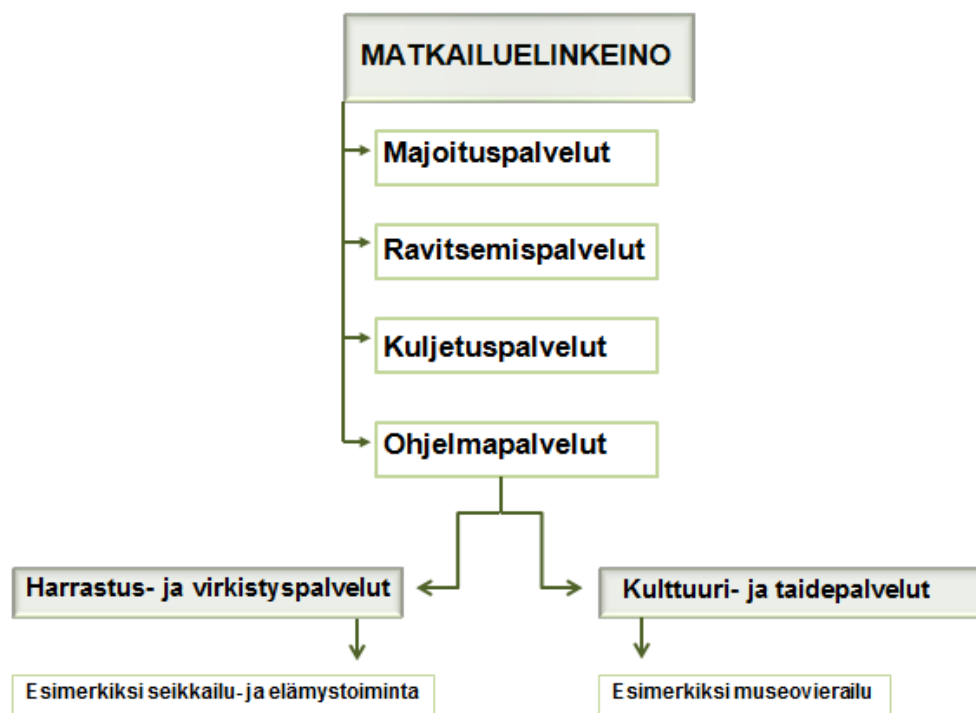 MATKAILUELINKEINO
Majoituspalvelut
Ravitsemispalvelut
Kuljetuspalvelut
Ohjelmapalvelut
Harrastus- ja virkistyspalvelut
Kulttuuri- ja taidepalvelut
Esimerkiksi seikkailu- ja elämystoiminta
Esimerkiksi museovierailu